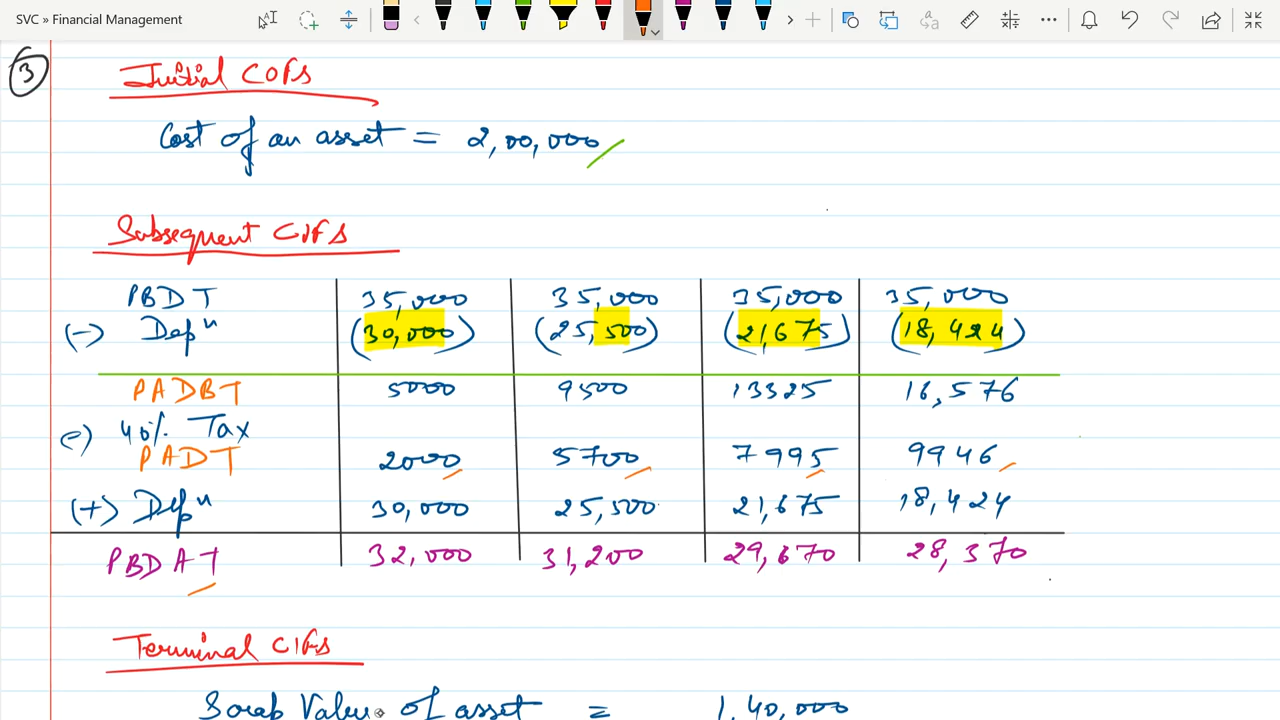 SVC » Financial Management
3
Initial COFs
Cost of an asset = 2,00,000
Subsequent CIFs
PBDT 35,000 35,000 35,000 35,000
(-) Depⁿ (30,000) (25,500) (21,675) (18,424)
PADBT 5000 9500 13325 16,576
(-) 40% Tax
PADT 2000 5700 7995 9946
(+) Depⁿ 30,000 25,500 21,675 18,424
PBDAT 32,000 31,200 29,670 28,370
Terminal CIFs
Scrab Value of asset = 1,40,000